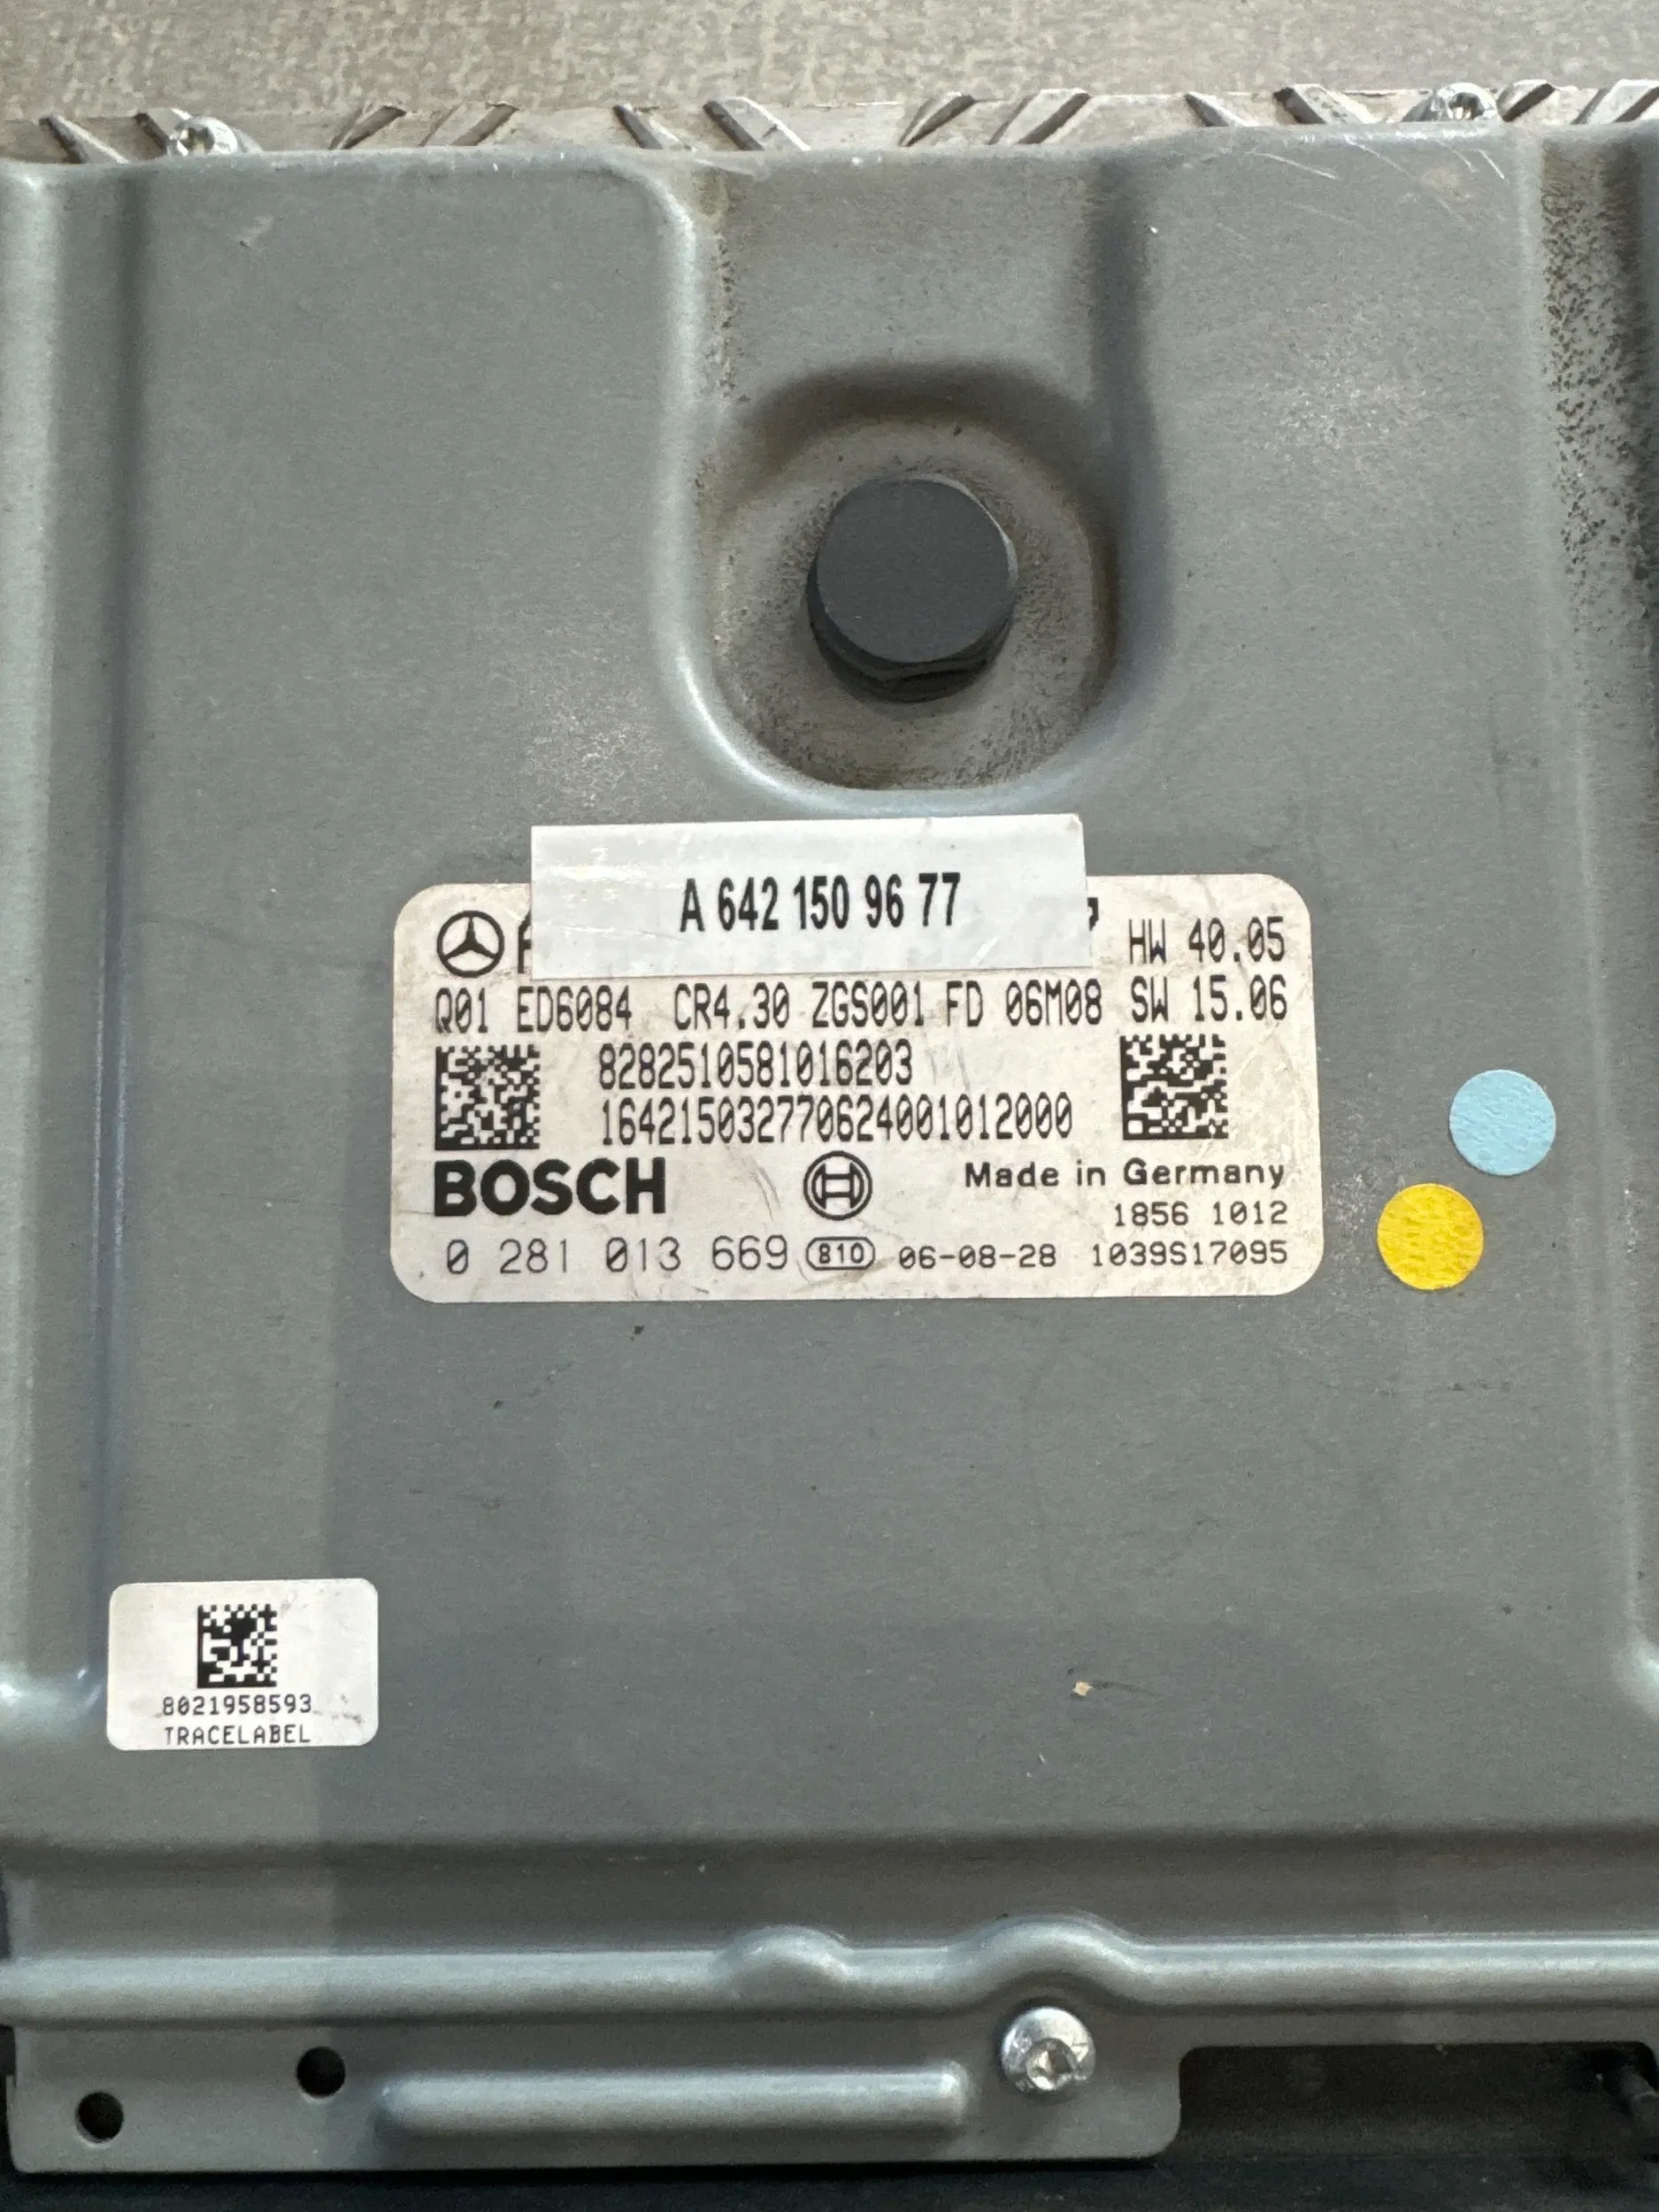 A 642 150 96 77
HW 40.05
Q01 ED6084 CR4.30 ZGS001 FD 06M08 SW 15.06
8282510581016203
164215032770624001012000
BOSCH
Made in Germany
1856 1012
0 281 013 669 810 06-08-28 1039S17095
8021958593
TRACELABEL